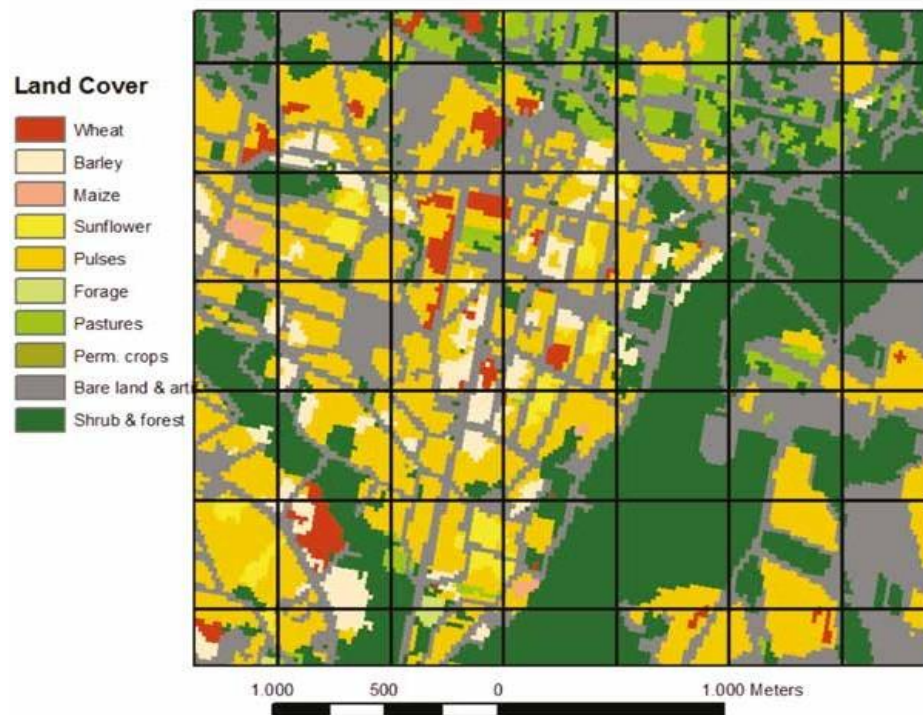 Land Cover
Wheat
Barley
Maize
Sunflower
Pulses
Forage
Pastures
Perm. crops
Bare land & arti
Shrub & forest
1.000 500 0 1.000 Meters